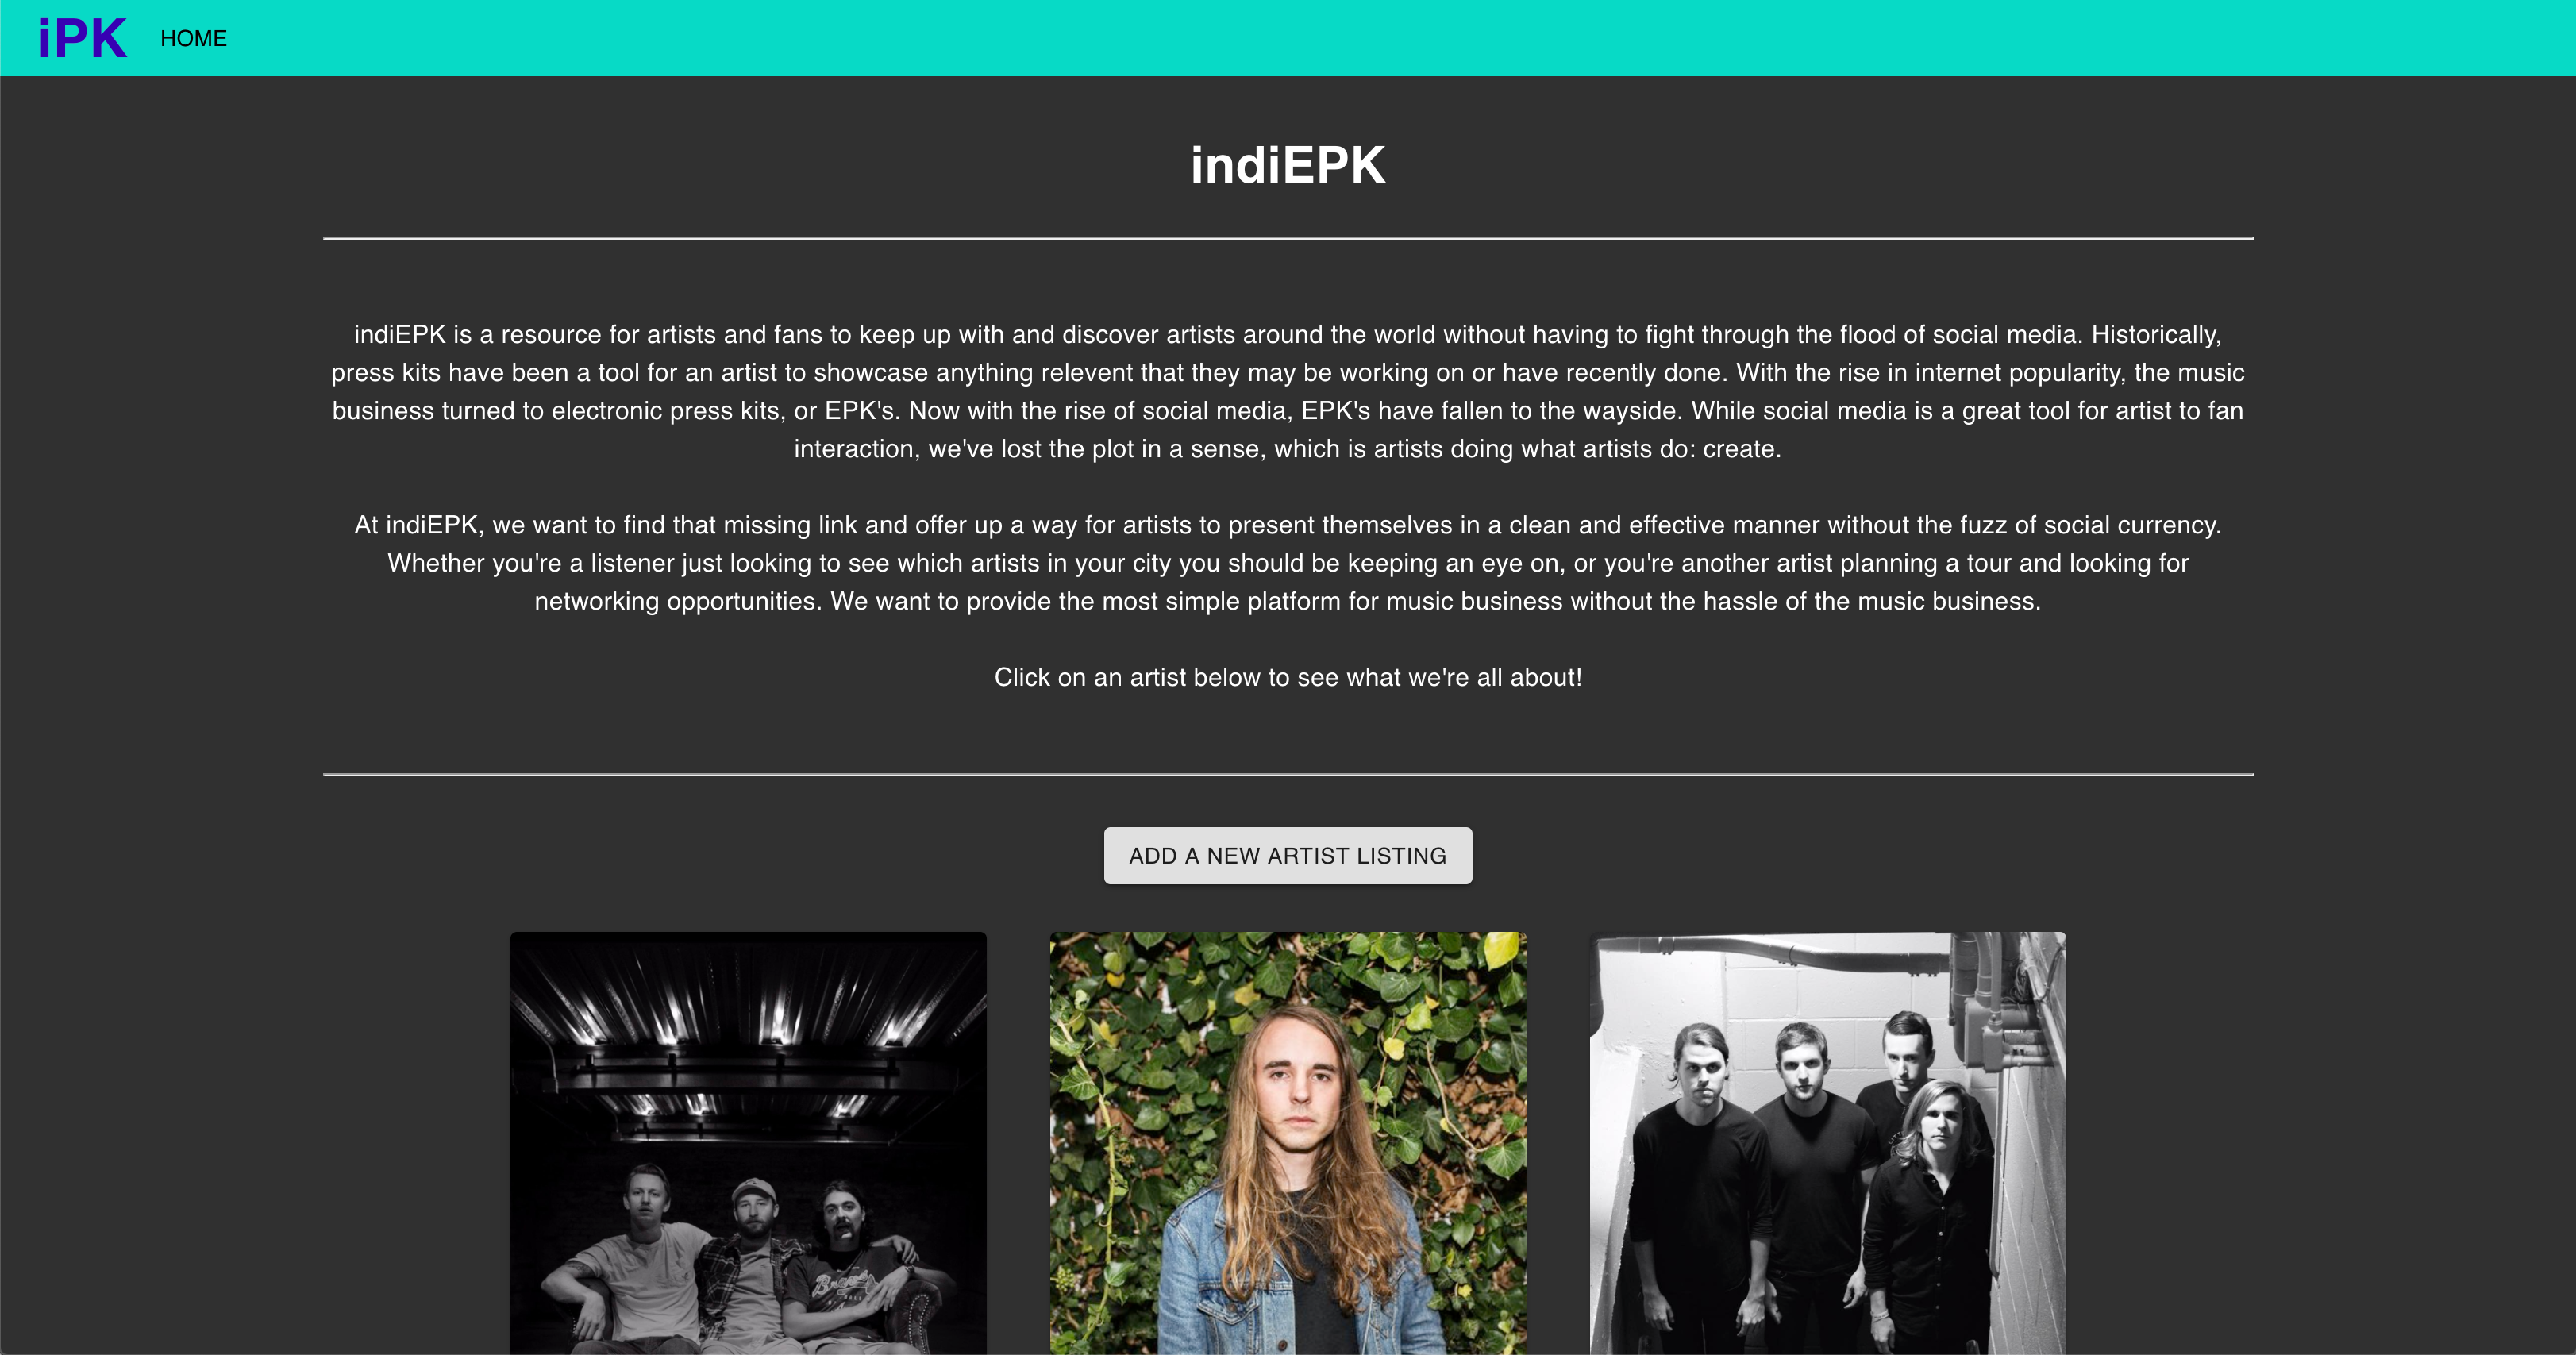 iPK HOME
indiEPK
indiEPK is a resource for artists and fans to keep up with and discover artists around the world without having to fight through the flood of social media. Historically,
press kits have been a tool for an artist to showcase anything relevent that they may be working on or have recently done. With the rise in internet popularity, the music
business turned to electronic press kits, or EPK's. Now with the rise of social media, EPK's have fallen to the wayside. While social media is a great tool for artist to fan
interaction, we've lost the plot in a sense, which is artists doing what artists do: create.
At indiEPK, we want to find that missing link and offer up a way for artists to present themselves in a clean and effective manner without the fuzz of social currency.
Whether you're a listener just looking to see which artists in your city you should be keeping an eye on, or you're another artist planning a tour and looking for
networking opportunities. We want to provide the most simple platform for music business without the hassle of the music business.
Click on an artist below to see what we're all about!
ADD A NEW ARTIST LISTING
Braves